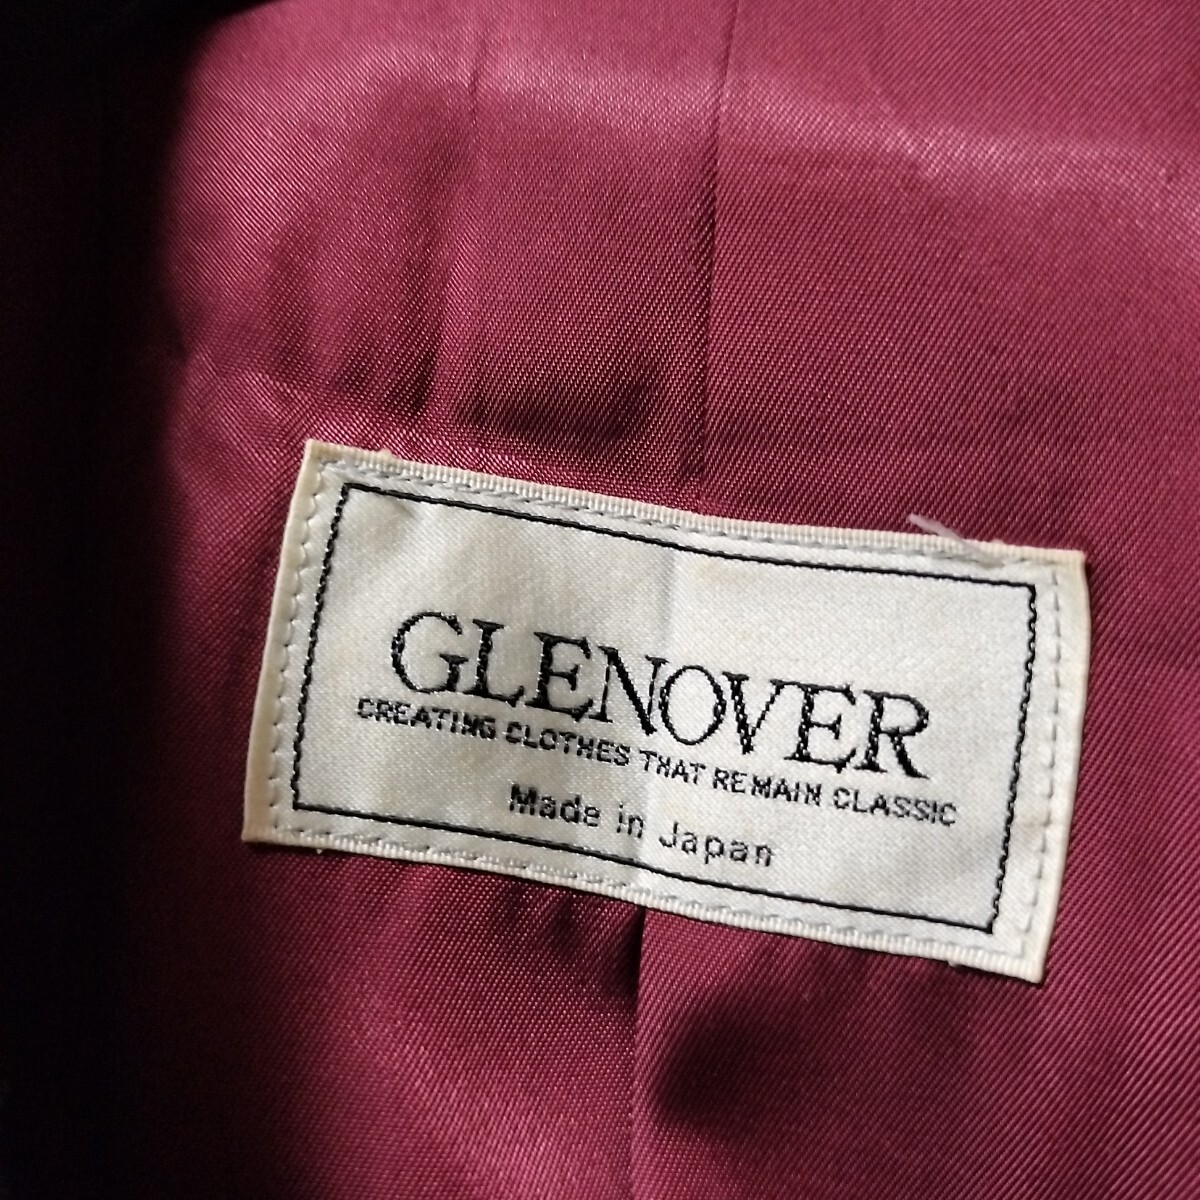 GLENOVER
CREATING CLOTHES THAT REMAIN CLASSIC
Made in Japan